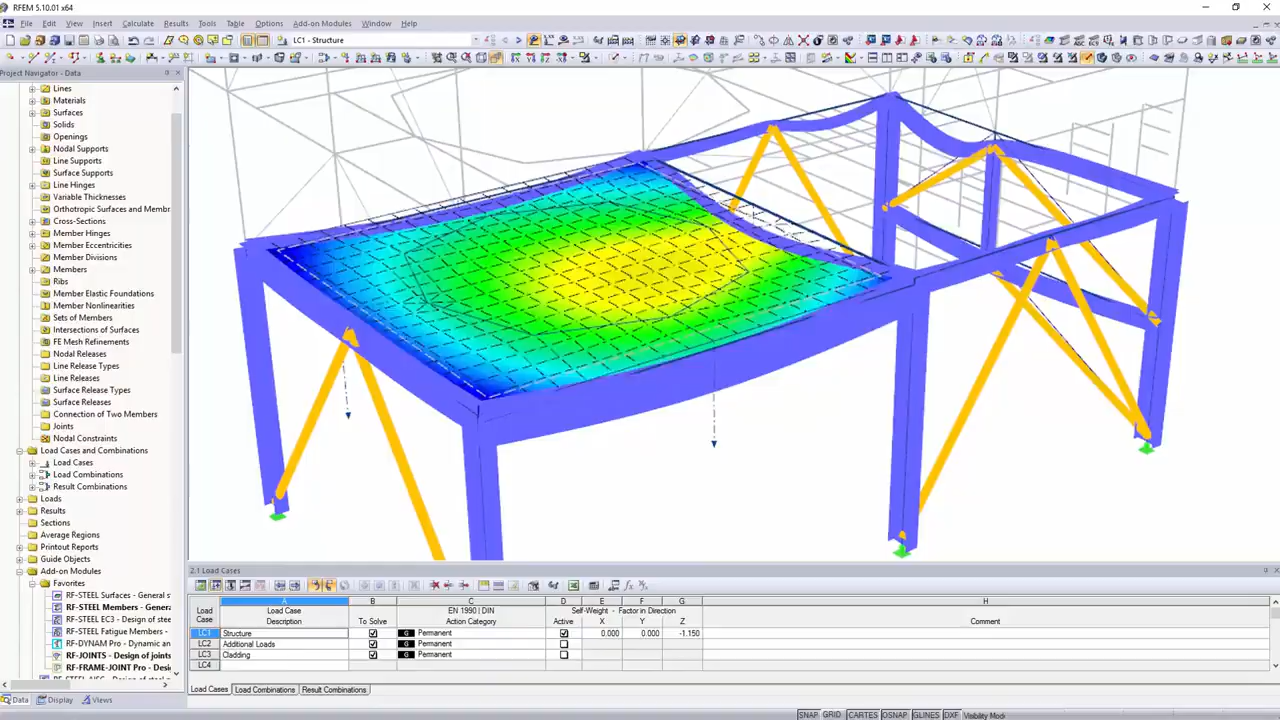 RFEM 5.10.01 x64
File Edit View Insert Calculate Results Tools Table Options Add-on Modules Window Help
LC1 - Structure
Project Navigator - Data
Lines
Materials
Surfaces
Solids
Openings
Nodal Supports
Line Supports
Surface Supports
Line Hinges
Variable Thicknesses
Orthotropic Surfaces and Membr
Cross-Sections
Member Hinges
Member Eccentricities
Member Divisions
Members
Ribs
Member Elastic Foundations
Member Nonlinearities
Sets of Members
Intersections of Surfaces
FE Mesh Refinements
Nodal Releases
Line Release Types
Line Releases
Surface Release Types
Surface Releases
Connection of Two Members
Joints
Nodal Constraints
Load Cases and Combinations
Load Cases
Load Combinations
Result Combinations
Loads
Results
Sections
Average Regions
Printout Reports
Guide Objects
Add-on Modules
Favorites
RF-STEEL Surfaces - General s
RF-STEEL Members - Genera
RF-STEEL EC3 - Design of stee
RF-STEEL Fatigue Members -
RF-DYNAM Pro - Dynamic an
RF-JOINTS - Design of joints
RF-FRAME-JOINT Pro - Desi
Data Display Views
2.1 Load Cases
A B C D E F G H
Load Case Load Case Description To Solve EN 1990 | DIN Action Category Self-Weight - Factor in Direction Active X Y Z Comment
LC1 Structure G Permanent 0.000 0.000 -1.150
LC2 Additional Loads G Permanent
LC3 Cladding G Permanent
LC4
Load Cases Load Combinations Result Combinations
SNAP GRID CARTES OSNAP GLINES DXF Visibility Mode